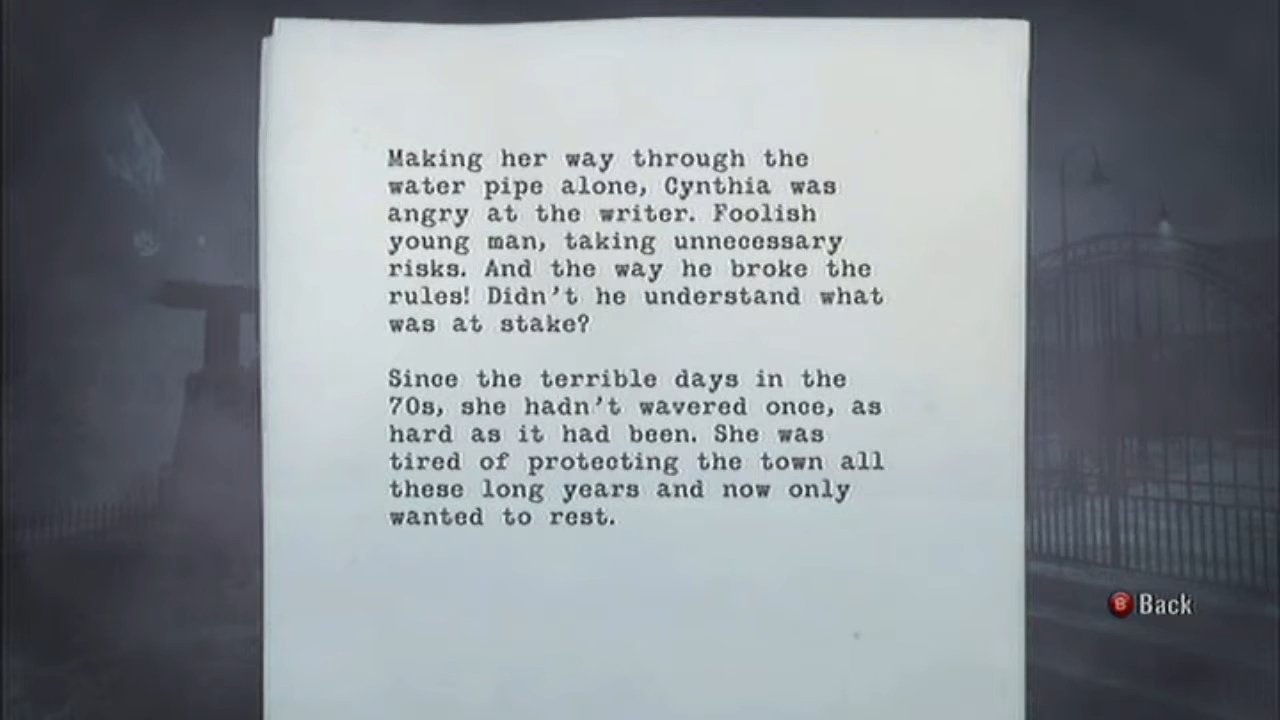 Making her way through the
water pipe alone, Cynthia was
angry at the writer. Foolish
young man, taking unnecessary
risks. And the way he broke the
rules! Didn't he understand what
was at stake?
Since the terrible days in the
70s, she hadn't wavered once, as
hard as it had been. She was
tired of protecting the town all
these long years and now only
wanted to rest.
B Back